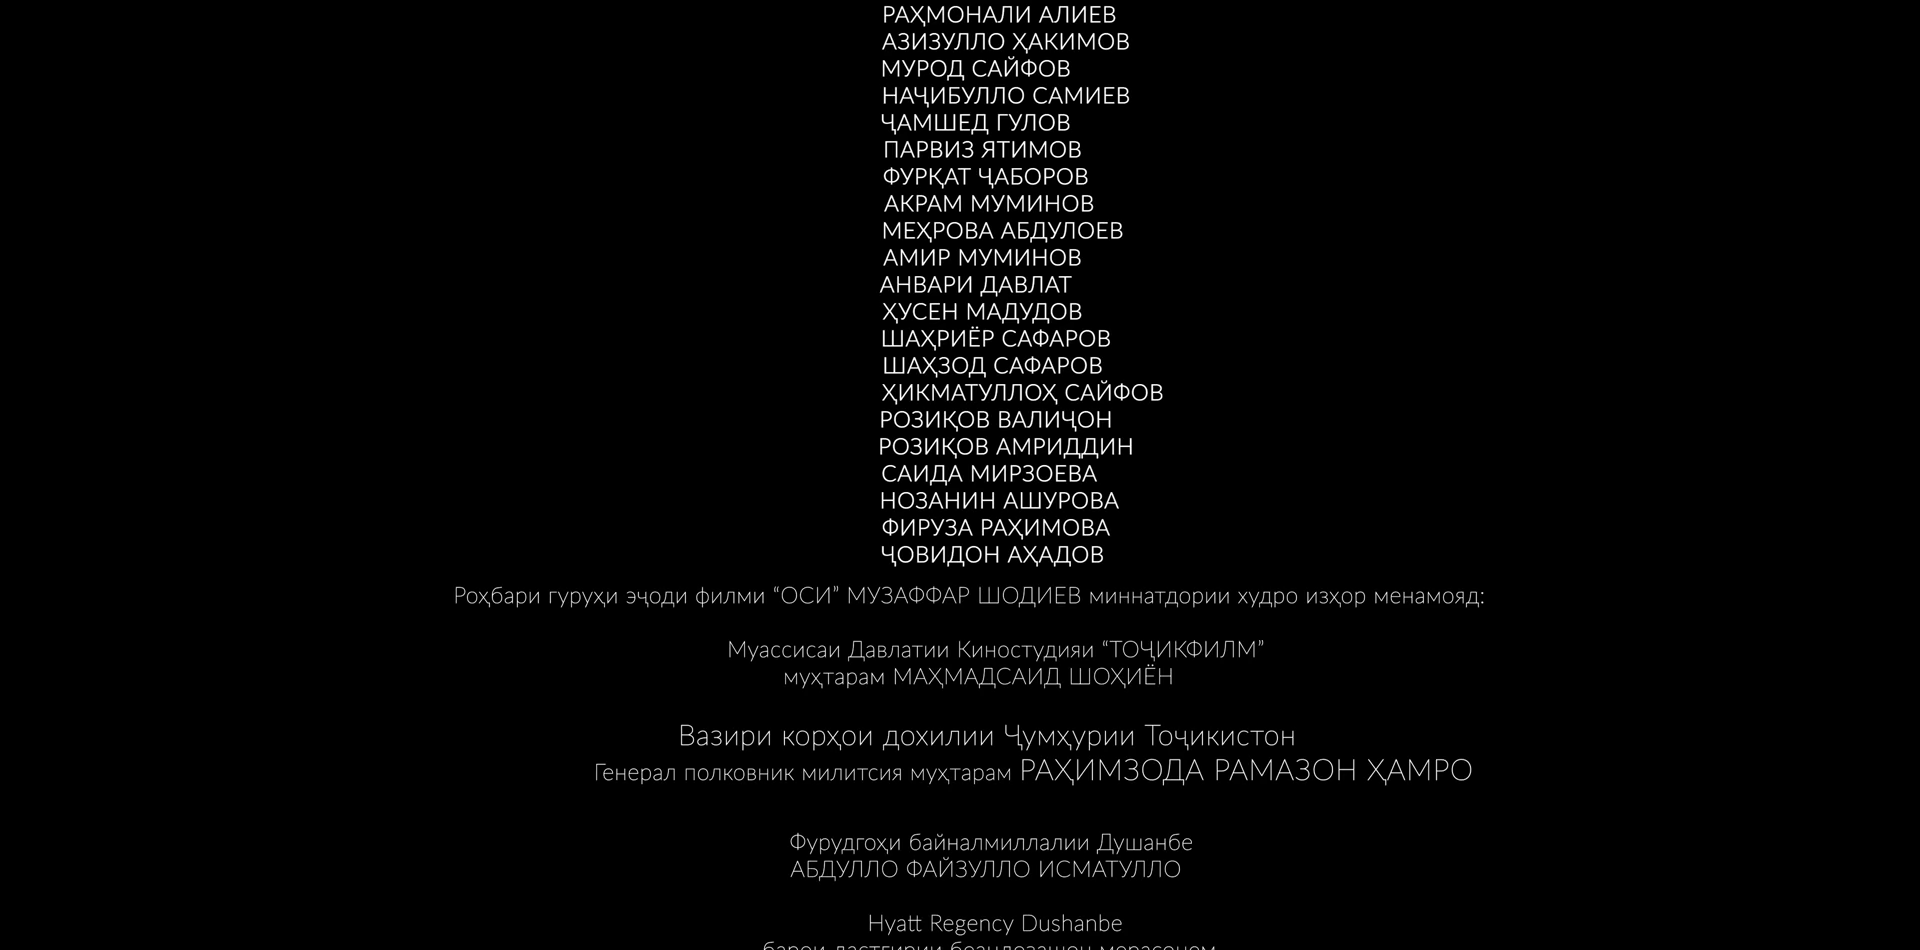 РАҲМОНАЛИ АЛИЕВ
АЗИЗУЛЛО ҲАКИМОВ
МУРОД САЙФОВ
НАҶИБУЛЛО САМИЕВ
ҶАМШЕД ГУЛОВ
ПАРВИЗ ЯТИМОВ
ФУРҚАТ ҶАБОРОВ
АКРАМ МУМИНОВ
МЕҲРОВА АБДУЛОЕВ
АМИР МУМИНОВ
АНВАРИ ДАВЛАТ
ҲУСЕН МАДУДОВ
ШАҲРИЁР САФАРОВ
ШАҲЗОД САФАРОВ
ҲИКМАТУЛЛОҲ САЙФОВ
РОЗИҚОВ ВАЛИҶОН
РОЗИҚОВ АМРИДДИН
САИДА МИРЗОЕВА
НОЗАНИН АШУРОВА
ФИРУЗА РАҲИМОВА
ҶОВИДОН АҲАДОВ
Роҳбари гуруҳи эҷоди филми “ОСИ” МУЗАФФАР ШОДИЕВ миннатдории худро изҳор менамояд:
Муассисаи Давлатии Киностудияи “ТОҶИКФИЛМ”
муҳтарам МАҲМАДСАИД ШОҲИЁН
Вазири корҳои дохилии Ҷумҳурии Тоҷикистон
Генерал полковник милитсия муҳтарам РАҲИМЗОДА РАМАЗОН ҲАМРО
Фурудгоҳи байналмиллалии Душанбе
АБДУЛЛО ФАЙЗУЛЛО ИСМАТУЛЛО
Hyatt Regency Dushanbe